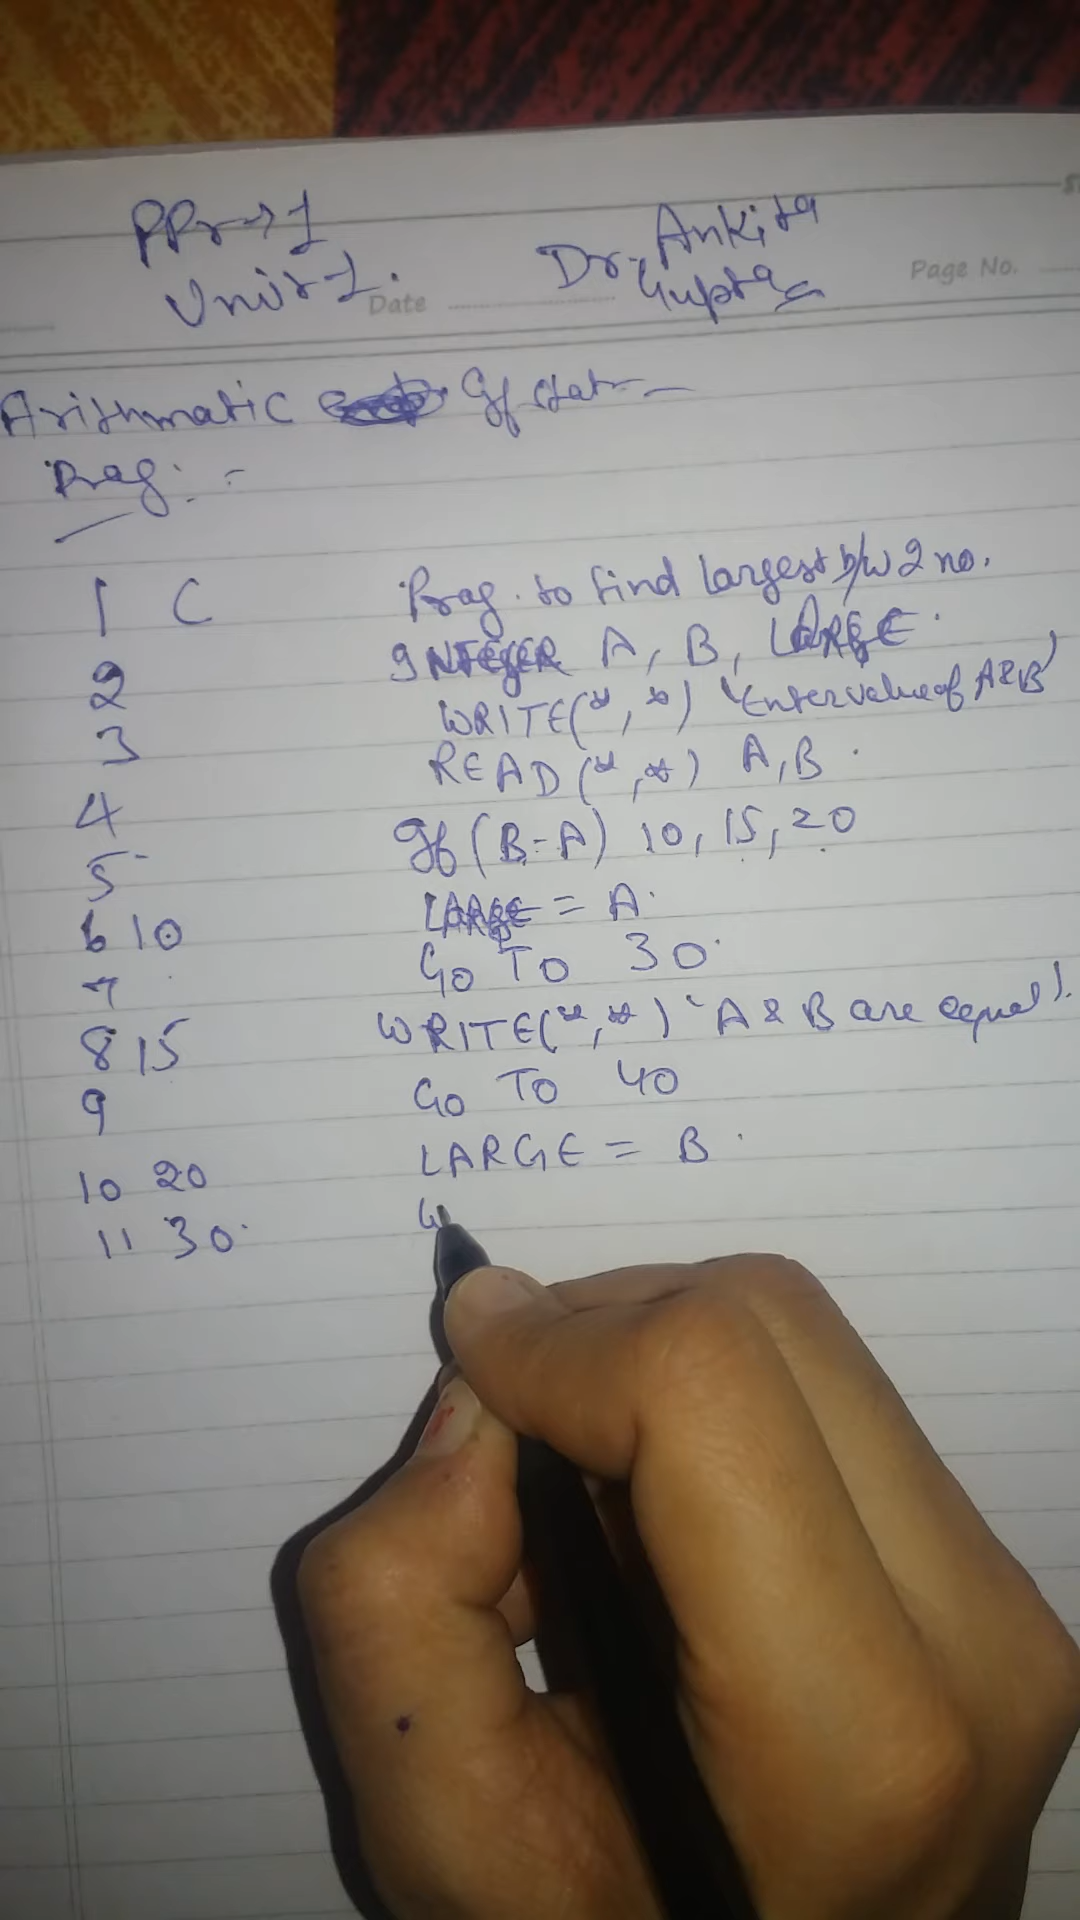 PPr→1
Unit-1.
Dr. Ankita
Gupta
Date
Page No.
Arithmatic If stat-
Prog:-
1 C Prog. to find largest b/w 2 no.
2 INTEGER A, B, LARGE.
3 WRITE(*,*) 'Enter value of A & B'
4 READ(*,*) A,B.
5 If (B-A) 10, 15, 20
6 10 LARGE = A.
7 GO TO 30.
8 15 WRITE(*,*) 'A & B are equal'.
9 GO TO 40
10 20 LARGE = B.
11 30.